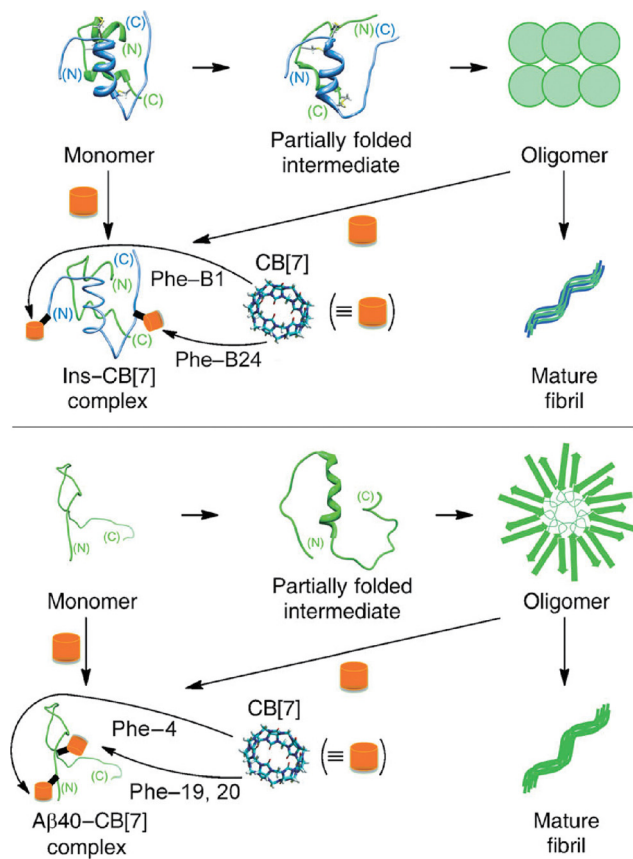 (C)
(N)
(N)
(C)
(N)(C)
(N)
(C)
Monomer
Partially folded
intermediate
Oligomer
Phe–B1
CB[7]
(≡ )
(C)
(N)
(N)
(C)
Phe–B24
Ins–CB[7]
complex
Mature
fibril
(N)
(C)
(C)
(N)
Monomer
Partially folded
intermediate
Oligomer
Phe–4
CB[7]
(≡ )
(C)
(N)
Phe–19, 20
Aβ40–CB[7]
complex
Mature
fibril